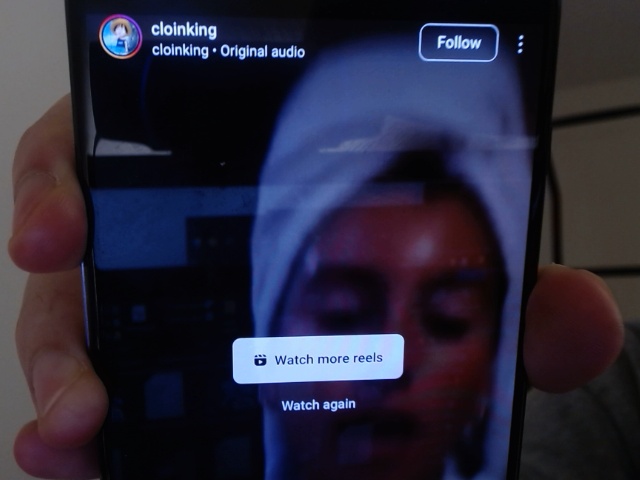 cloinking
cloinking • Original audio
Follow
Watch more reels
Watch again